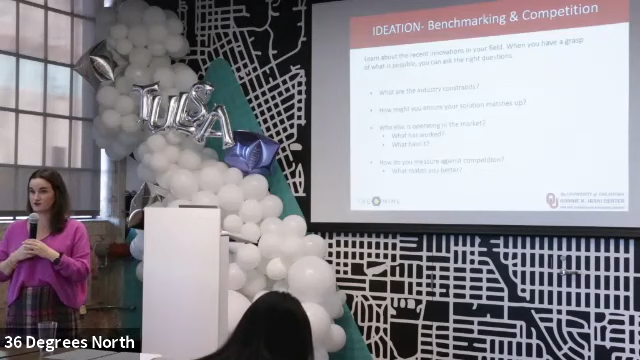 IDEATION- Benchmarking & Competition
Learn about the recent innovations in your field. When you have a grasp
of what is possible, you can ask the right questions.
What are the industry constraints?
How might you ensure your solution matches up?
Who else is operating in the market?
What has worked?
What hasn't?
How do you measure against competition?
What makes you better?
TULSA
36 Degrees North